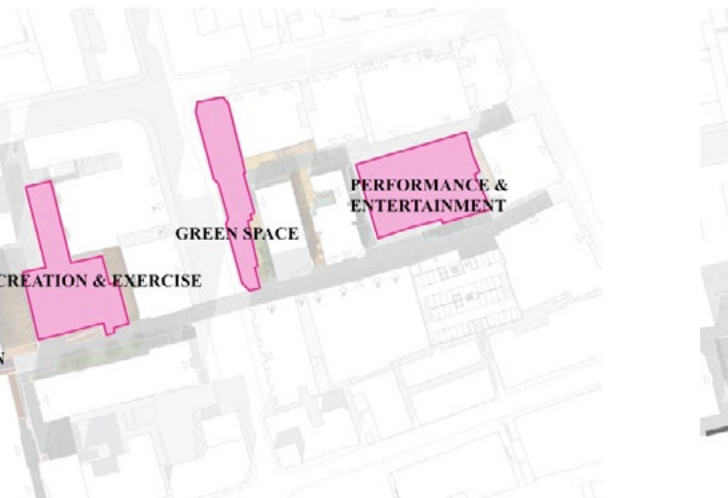 PERFORMANCE &
ENTERTAINMENT
GREEN SPACE
CREATION & EXERCISE
N